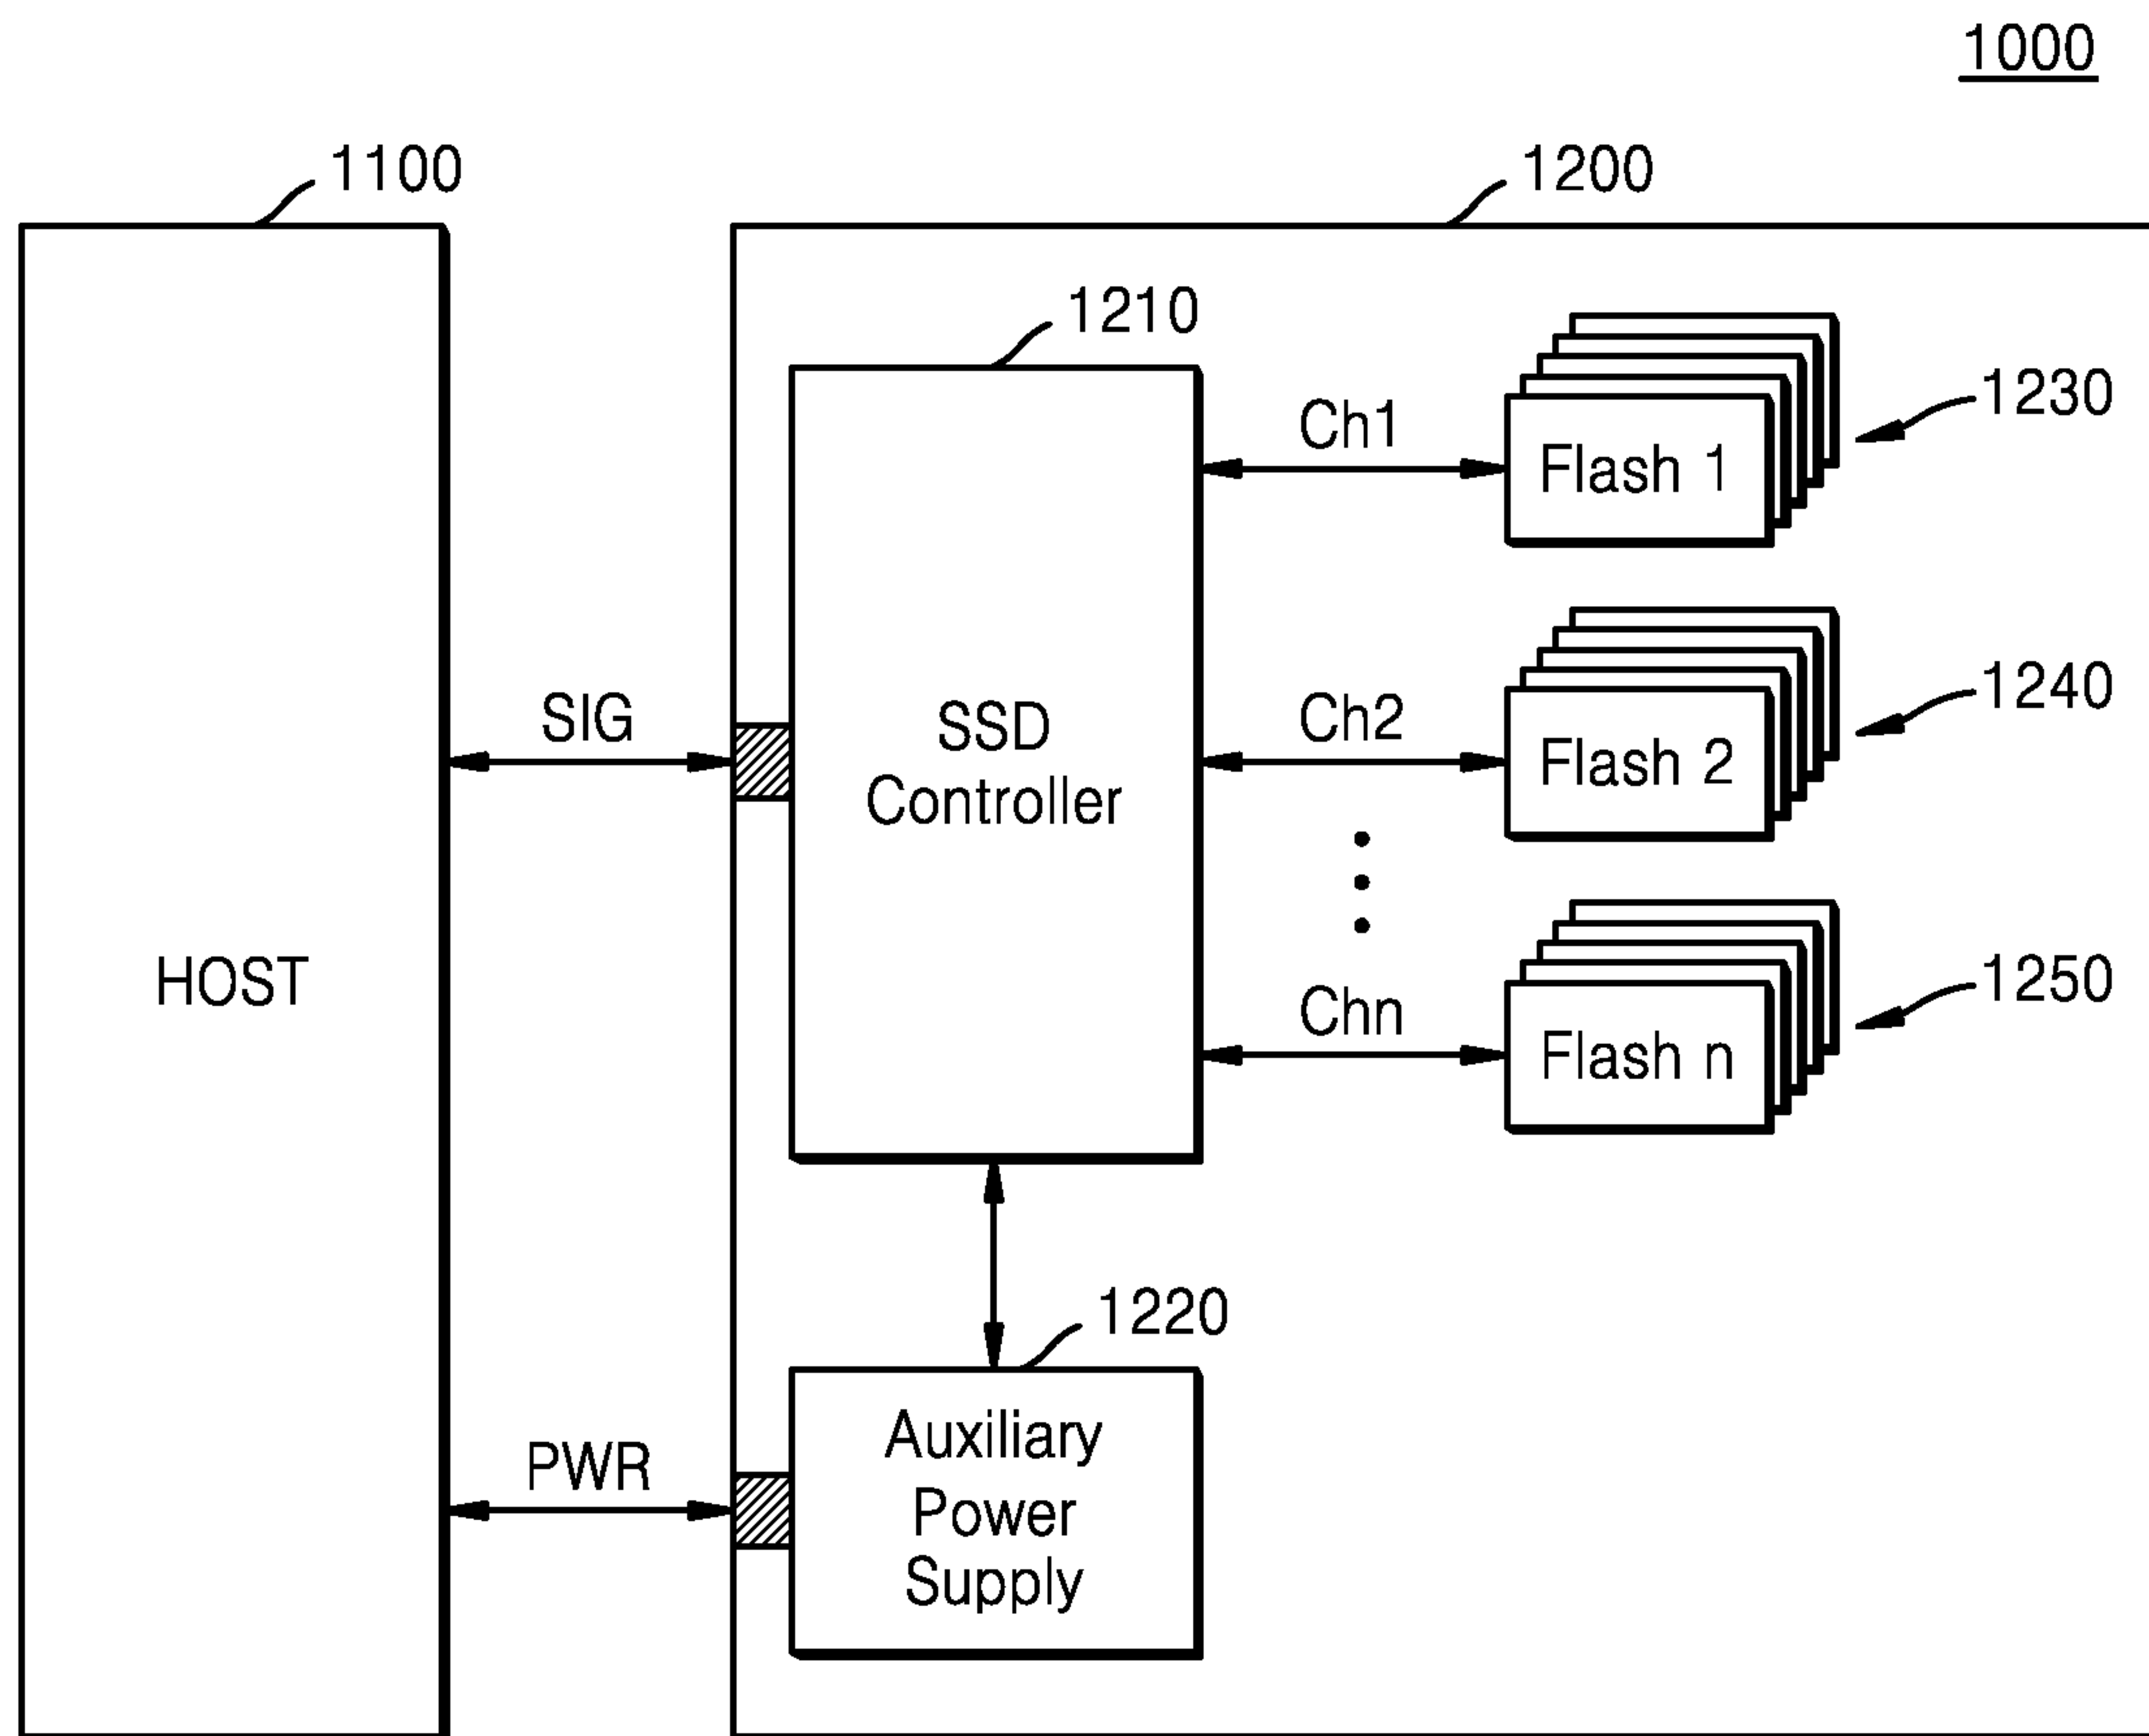 1000
1100
1200
1210
Ch1
Flash 1
1230
SIG
SSD
Controller
Ch2
Flash 2
1240
HOST
Chn
Flash n
1250
1220
PWR
Auxiliary
Power
Supply